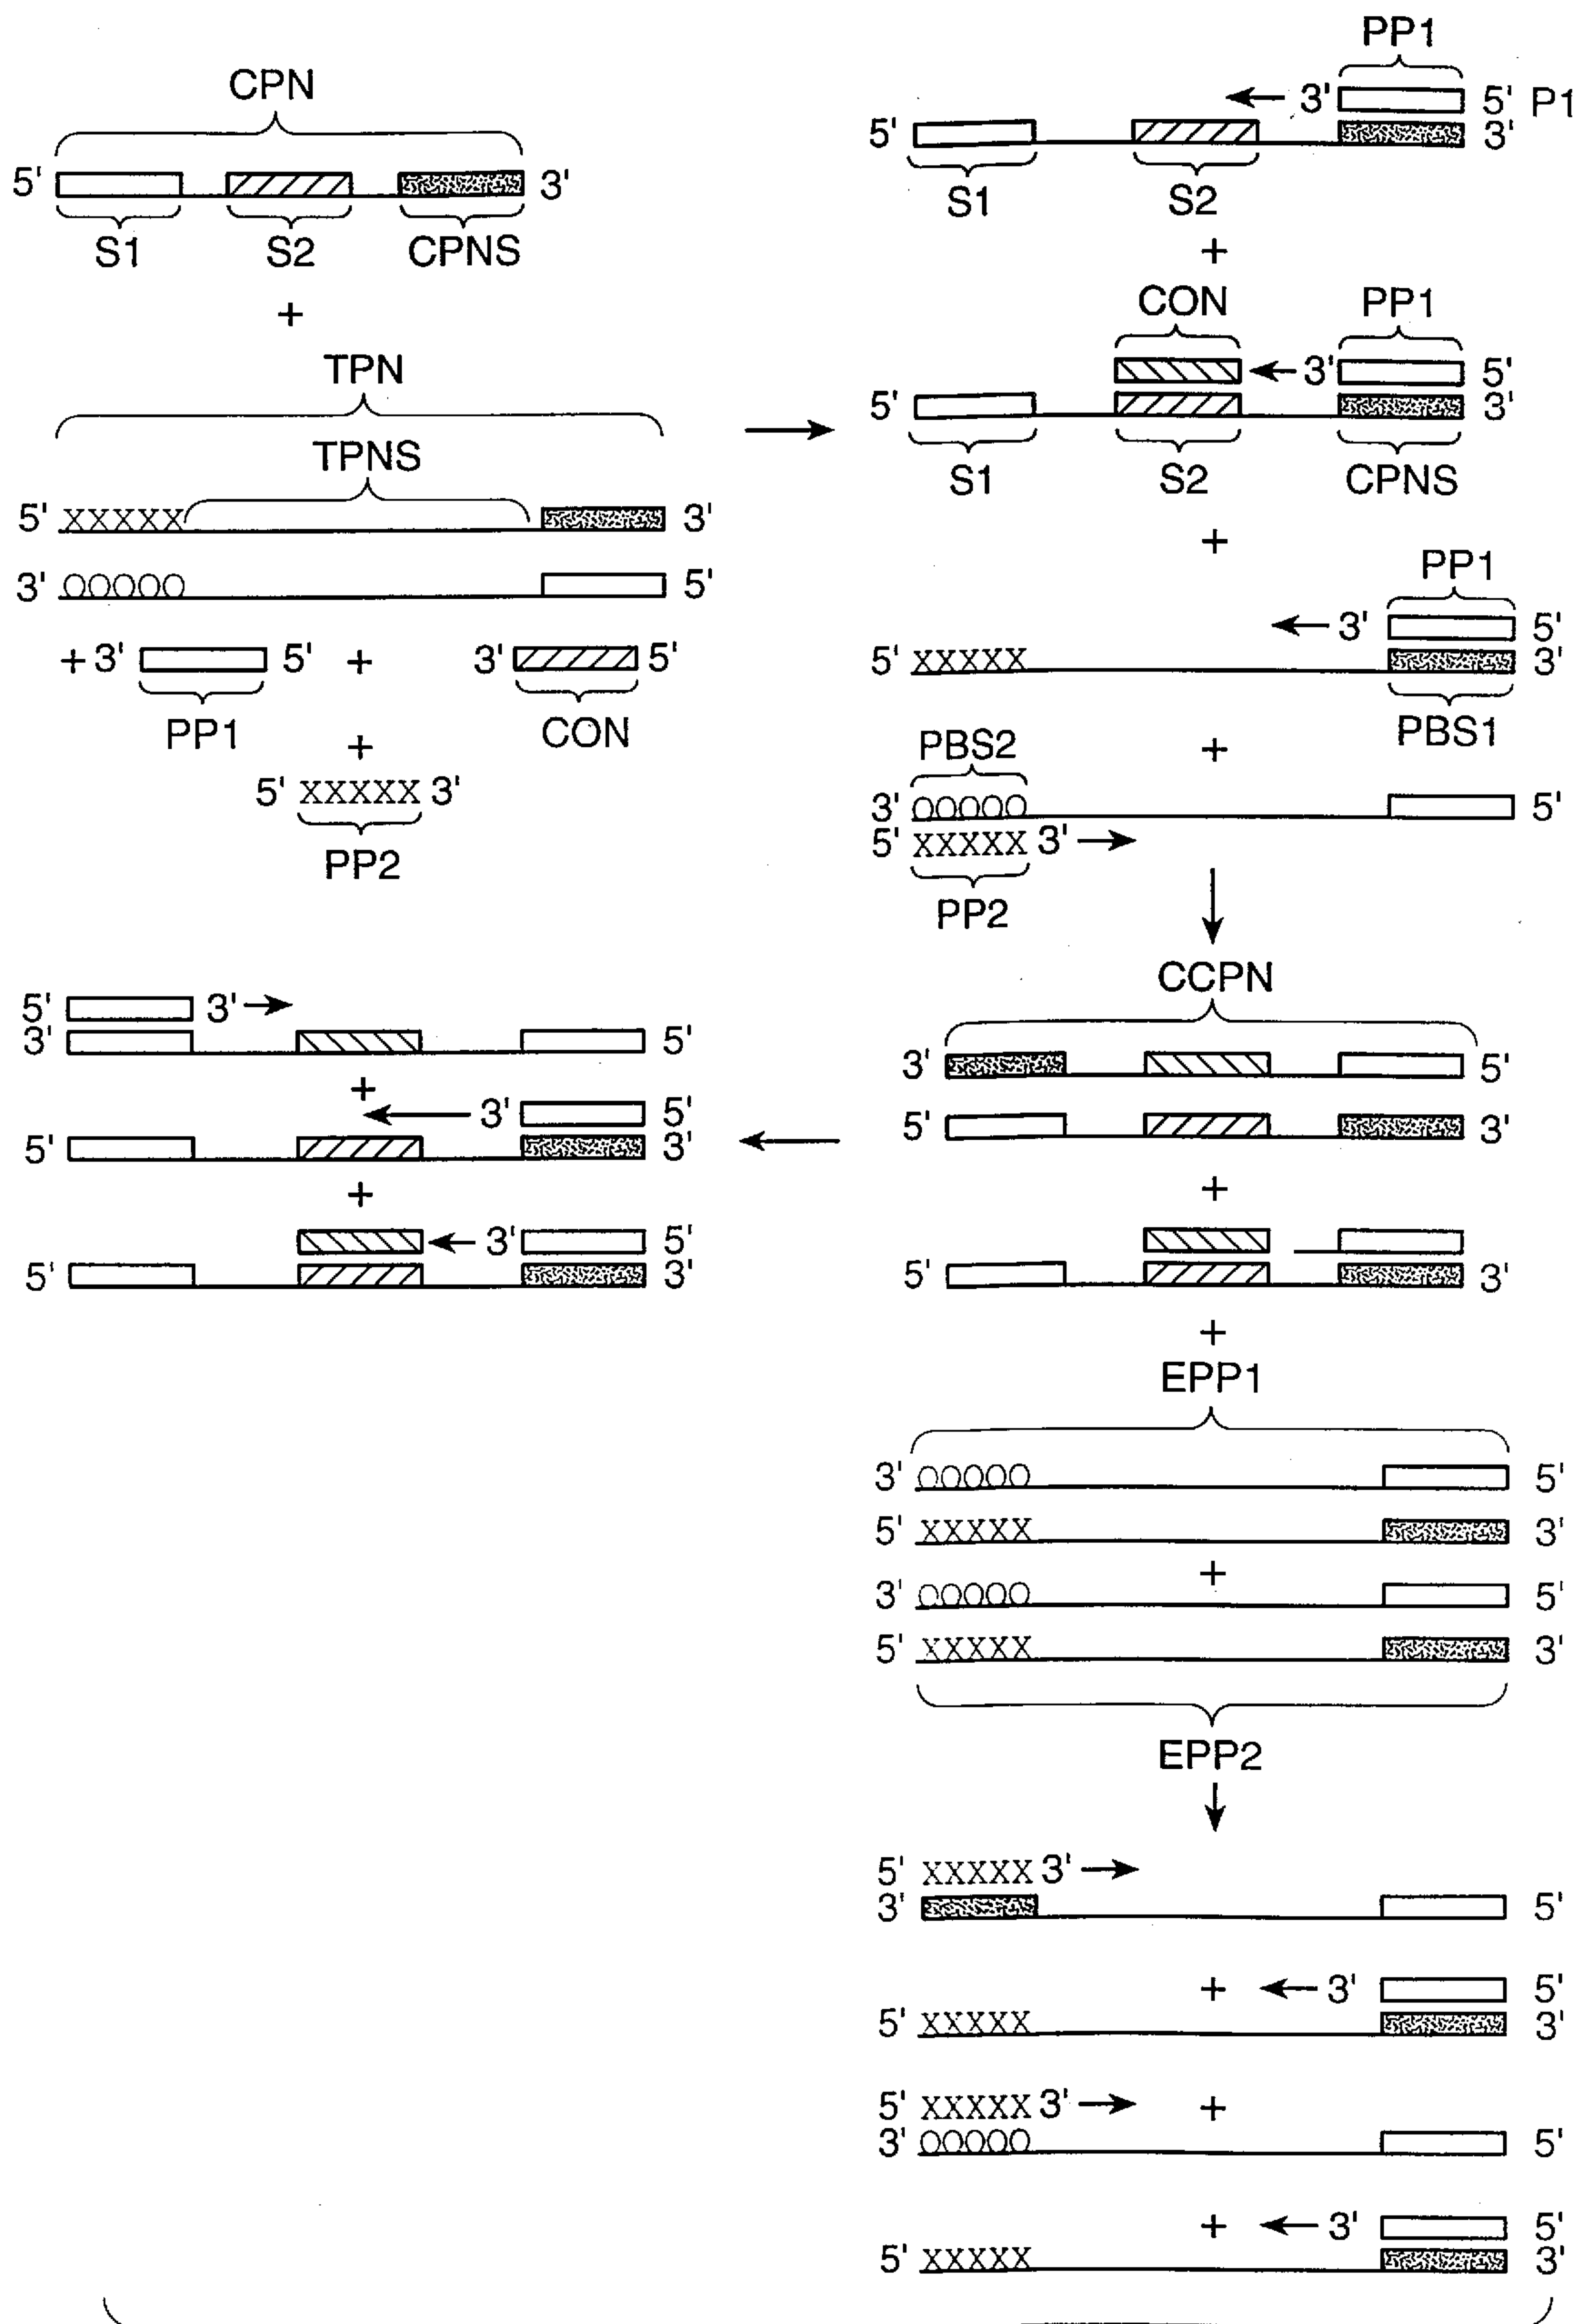 CPN
5' 3'
S1 S2 CPNS
+
TPN
TPNS
5' XXXXX 3'
3' OOOOO 5'
+ 3' 5' + 3' 5'
PP1 CON
+
5' XXXXX 3'
PP2
PP1
3' 5' P1
5' 3'
S1 S2
+
CON PP1
3' 5'
5' 3'
S1 S2 CPNS
+
PP1
3' 5'
5' XXXXX 3'
PBS1
+
PBS2
3' OOOOO 5'
5' XXXXX 3'
PP2
CCPN
3' 5'
5' 3'
+
5' 3'
+
EPP1
3' OOOOO 5'
5' XXXXX 3'
+
3' OOOOO 5'
5' XXXXX 3'
EPP2
5' 3'
3' 5'
+
3' 5'
5' 3'
+
3' 5'
5' 3'
5' XXXXX 3'
3' 5'
+ 3' 5'
5' XXXXX 3'
5' XXXXX 3' +
3' OOOOO 5'
+ 3' 5'
5' XXXXX 3'